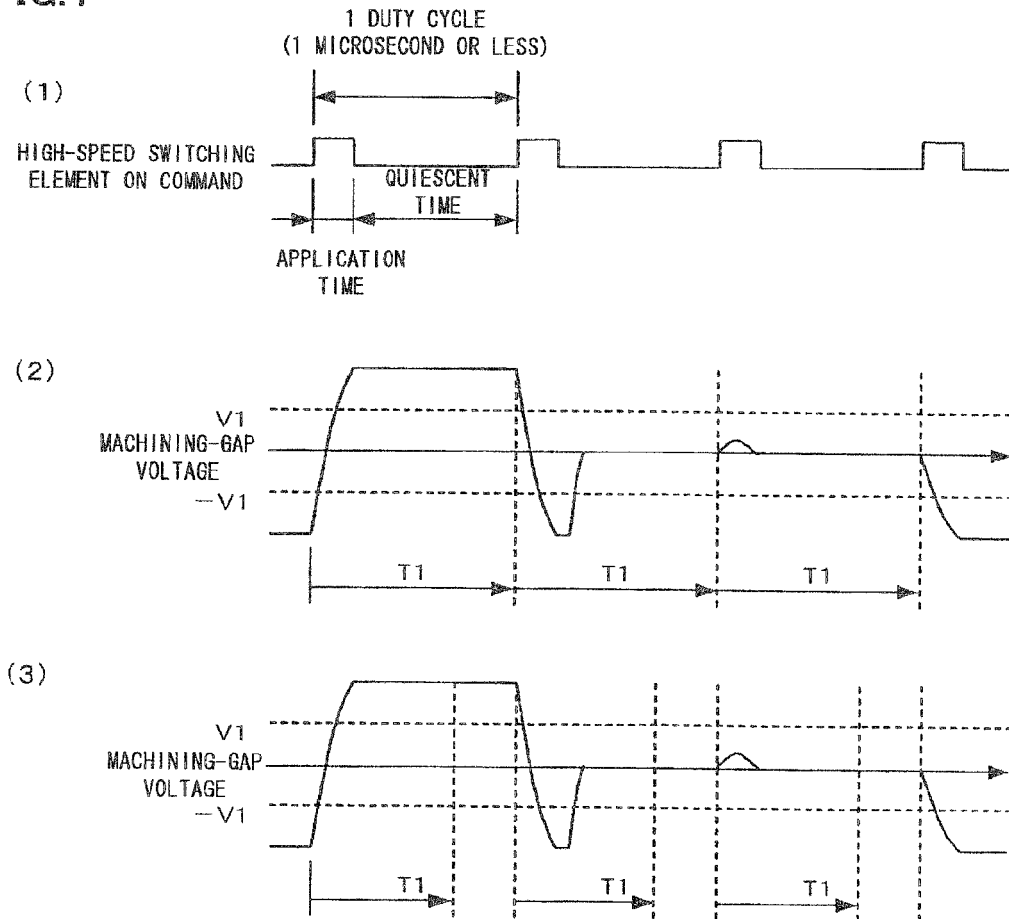 1 DUTY CYCLE
(1 MICROSECOND OR LESS)
(1)
HIGH-SPEED SWITCHING
ELEMENT ON COMMAND
QUIESCENT
TIME
APPLICATION
TIME
(2)
V1
MACHINING-GAP
VOLTAGE
－V1
T1
T1
T1
(3)
V1
MACHINING-GAP
VOLTAGE
－V1
T1
T1
T1